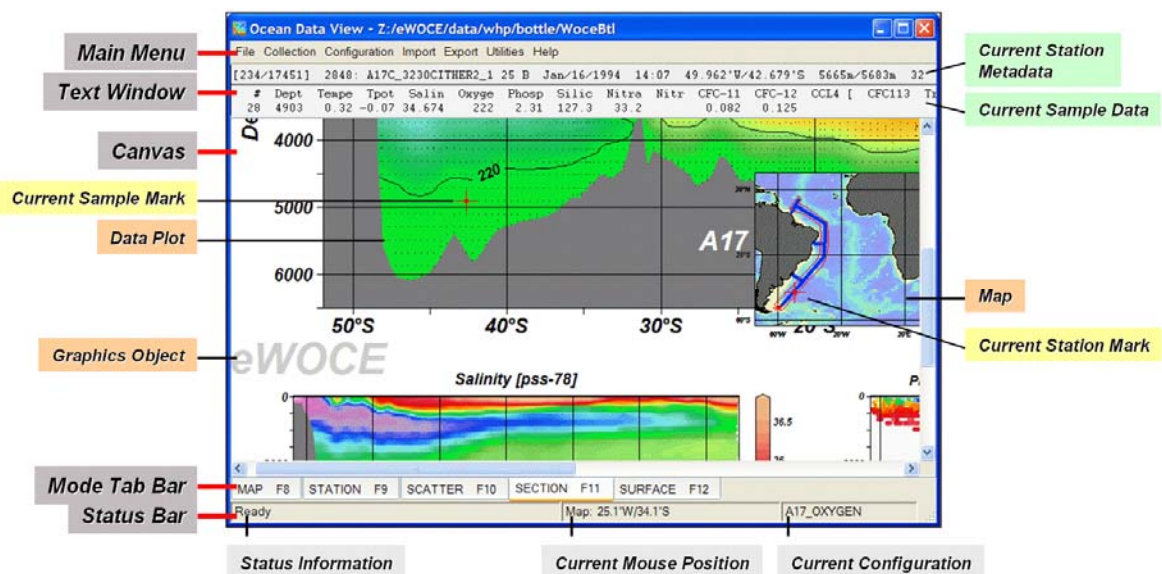 Ocean Data View - Z:/eWOCE/data/whp/bottle/WoceBtl
Main Menu
File Collection Configuration Import Export Utilities Help
Current Station
Metadata
[234/17451] 2848: A17C_3230CITHER2_1 25 B Jan/16/1994 14:07 49.962°W/42.679°S 5665m/5683m 32
Text Window
# Dept Tempe Tpot Salin Oxyge Phosp Silic Nitra Nitr CFC-11 CFC-12 CCL4 [ CFC113 Tr
28 4903 0.32 -0.07 34.674 222 2.31 127.3 33.2 0.082 0.125
Current Sample Data
Canvas
De
4000
220
Current Sample Mark
5000
Data Plot
A17
6000
Map
50°S 40°S 30°S 20°S
Current Station Mark
Graphics Object
eWOCE
Salinity [pss-78]
P
0
36.5
36
0
Mode Tab Bar
MAP F8 STATION F9 SCATTER F10 SECTION F11 SURFACE F12
Status Bar
Ready Map: 25.1°W/34.1°S A17_OXYGEN
Status Information Current Mouse Position Current Configuration